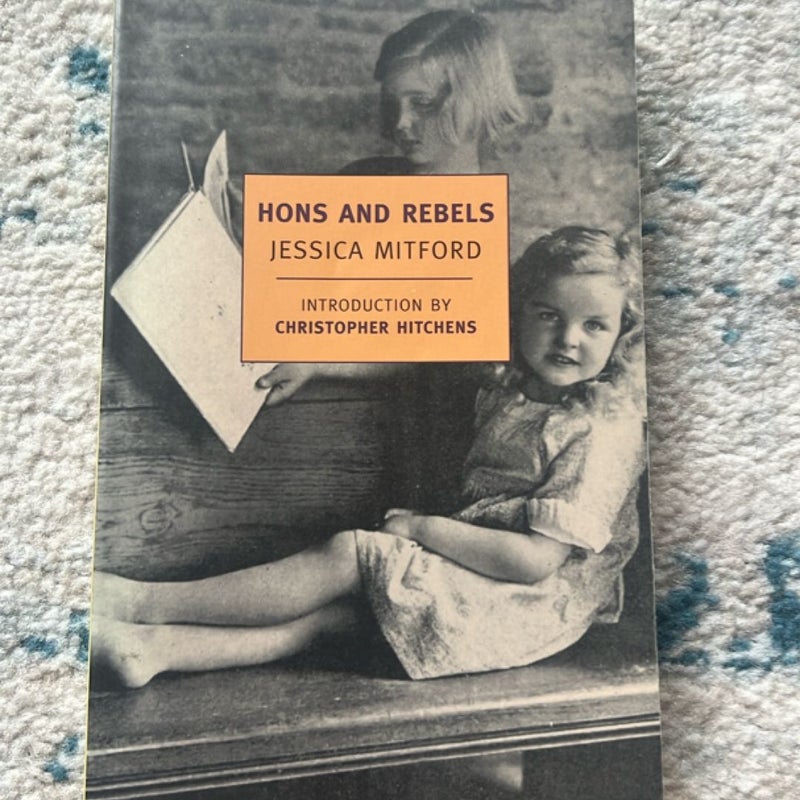 HONS AND REBELS
JESSICA MITFORD
INTRODUCTION BY
CHRISTOPHER HITCHENS